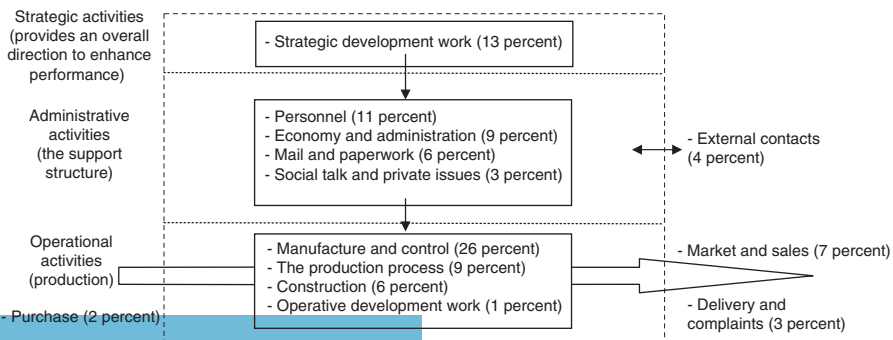 Strategic activities
(provides an overall
direction to enhance
performance)
- Strategic development work (13 percent)
Administrative
activities
(the support
structure)
- Personnel (11 percent)
- Economy and administration (9 percent)
- Mail and paperwork (6 percent)
- Social talk and private issues (3 percent)
- External contacts
(4 percent)
Operational
activities
(production)
- Manufacture and control (26 percent)
- The production process (9 percent)
- Construction (6 percent)
- Operative development work (1 percent)
- Market and sales (7 percent)
- Purchase (2 percent)
- Delivery and
complaints (3 percent)